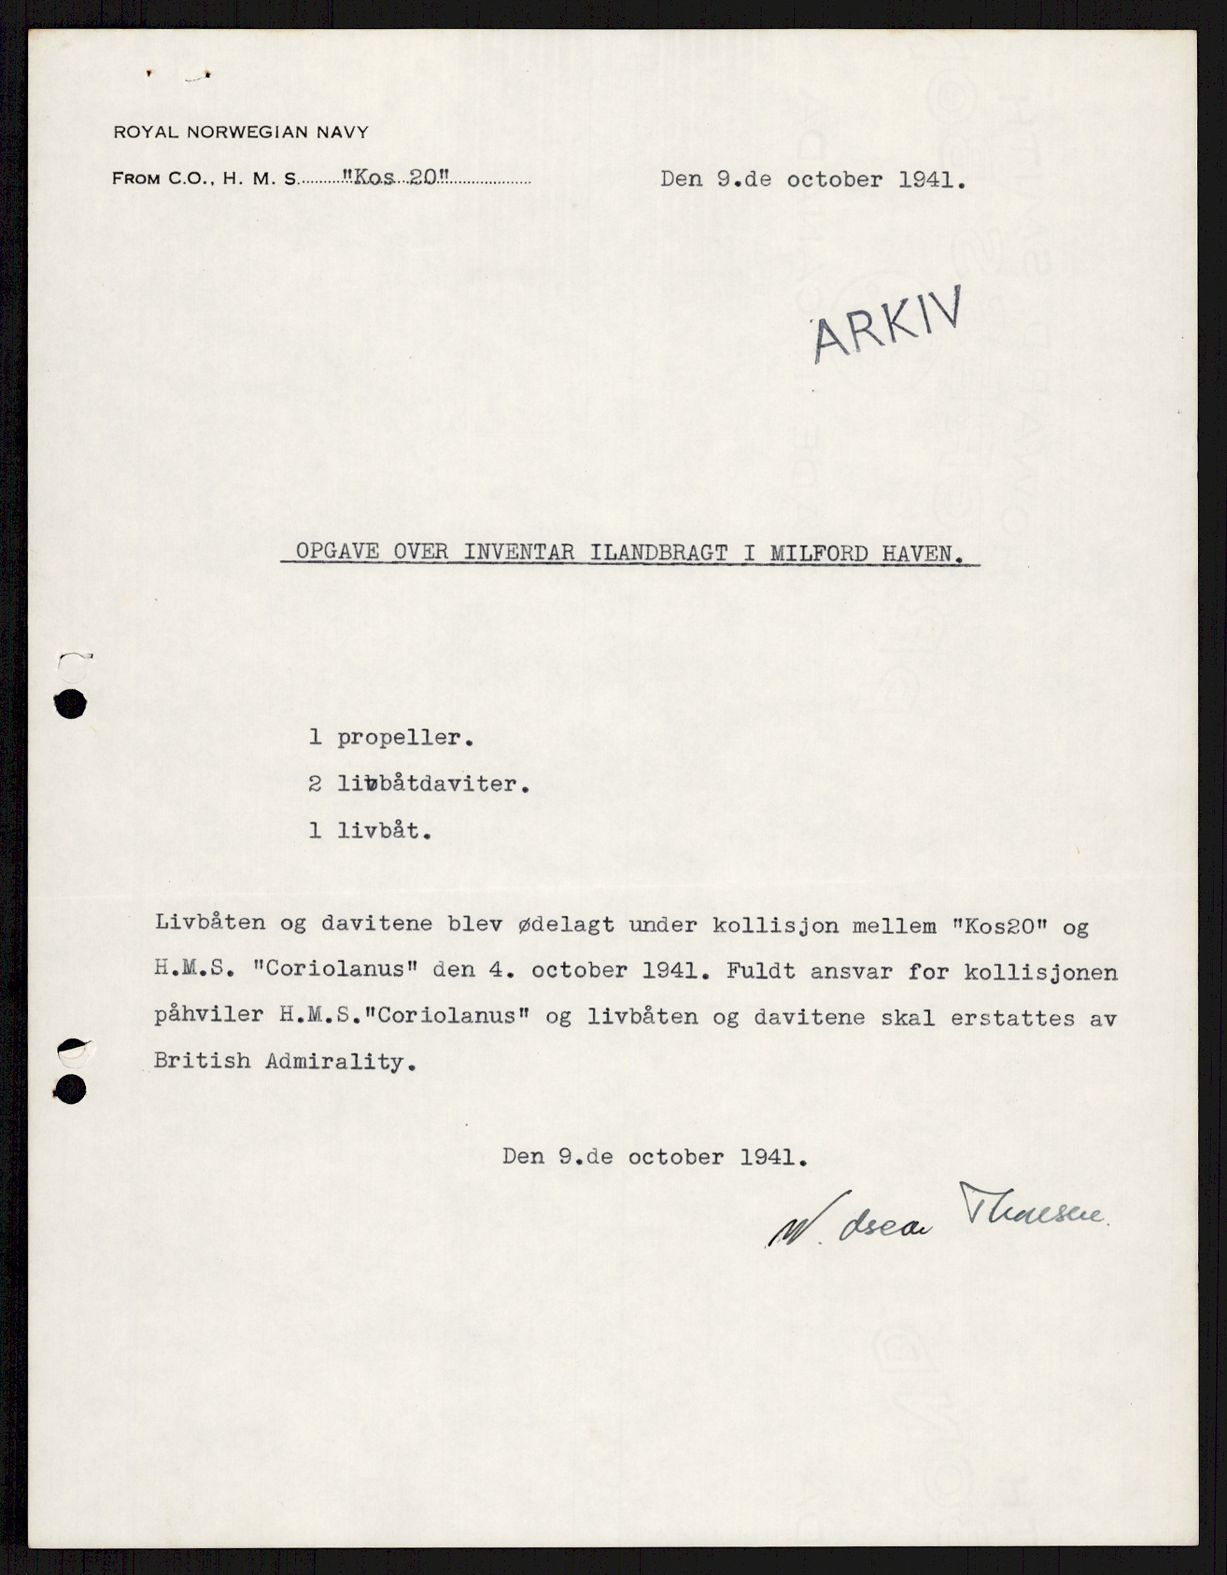 ROYAL NORWEGIAN NAVY
FROM C.O., H. M. S. "Kos 20" Den 9.de october 1941.
ARKIV
OPGAVE OVER INVENTAR ILANDBRAGT I MILFORD HAVEN.
1 propeller.
2 livbåtdaviter.
1 livbåt.
Livbåten og davitene blev ødelagt under kollisjon mellem "Kos20" og
H.M.S. "Coriolanus" den 4. october 1941. Fuldt ansvar for kollisjonen
påhviler H.M.S."Coriolanus" og livbåten og davitene skal erstattes av
British Admirality.
Den 9.de october 1941.
W. Oscar Thoresen.